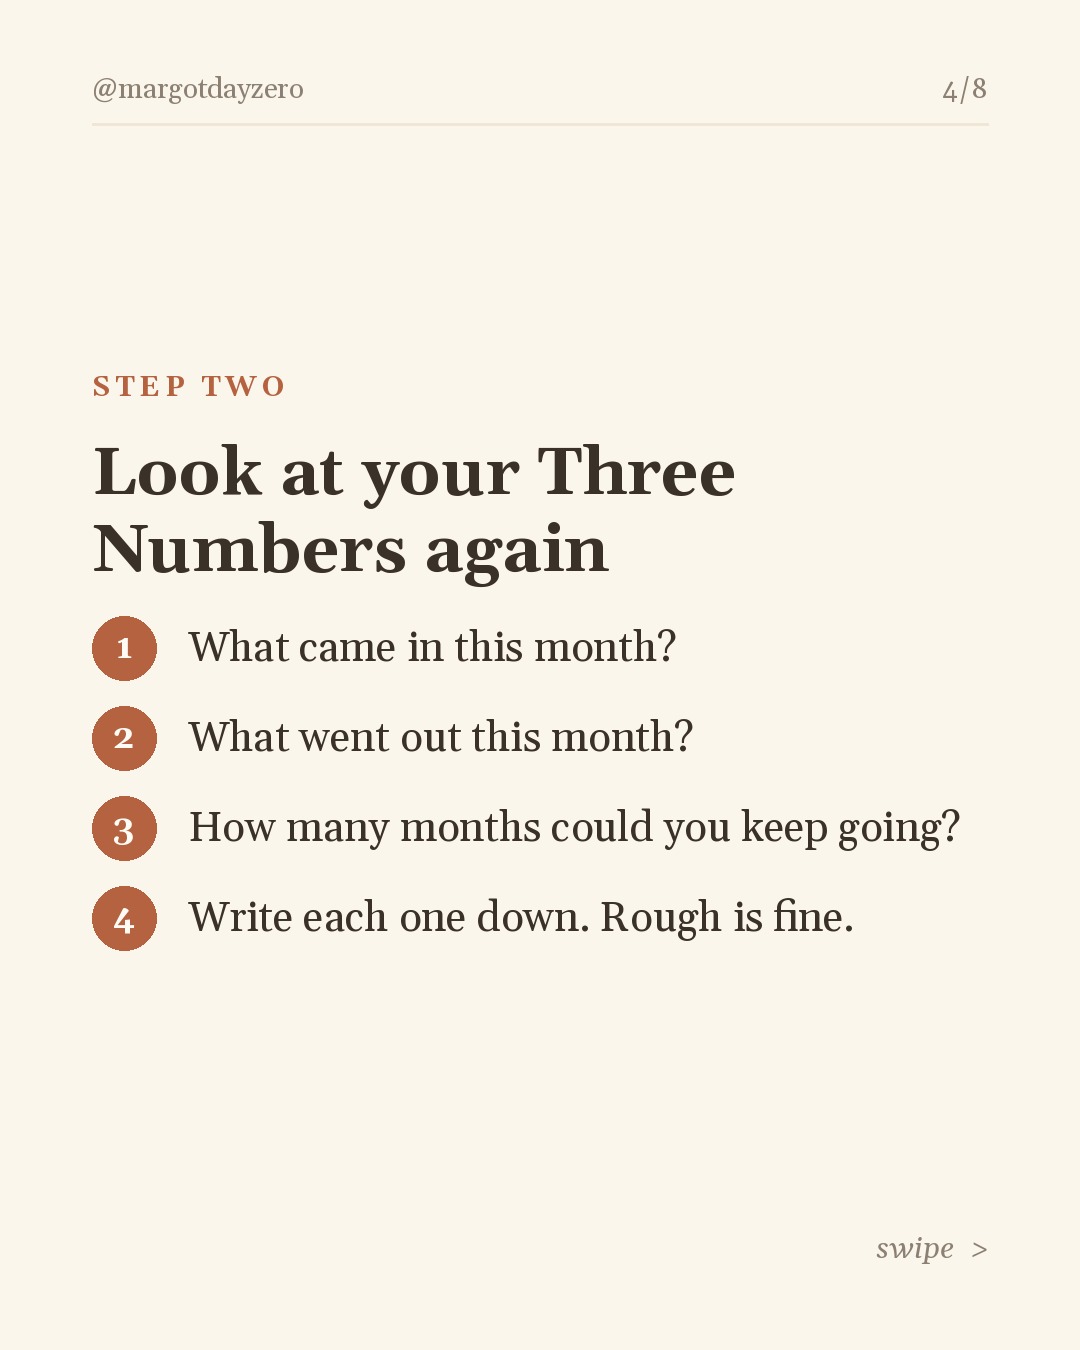 @margotdayzero
4/8
STEP TWO
Look at your Three
Numbers again
1 What came in this month?
2 What went out this month?
3 How many months could you keep going?
4 Write each one down. Rough is fine.
swipe >